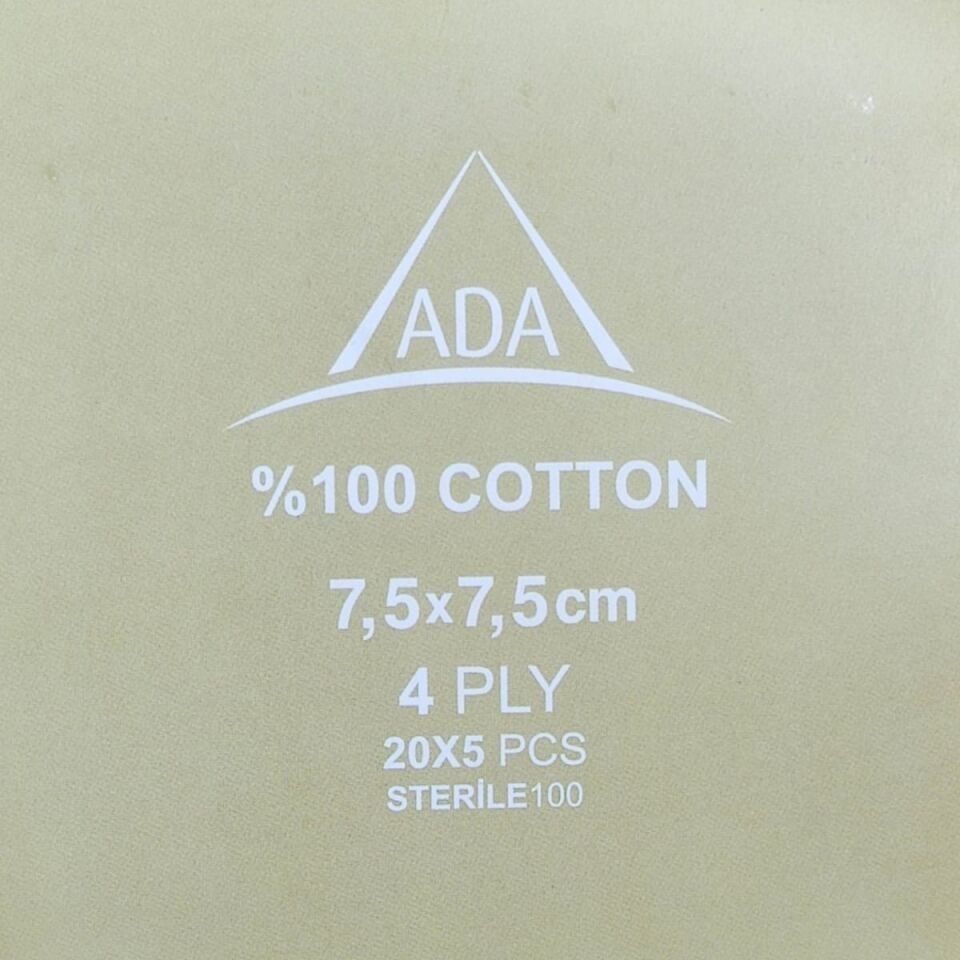 ADA
%100 COTTON
7,5x7,5cm
4 PLY
20X5 PCS
STERİLE100